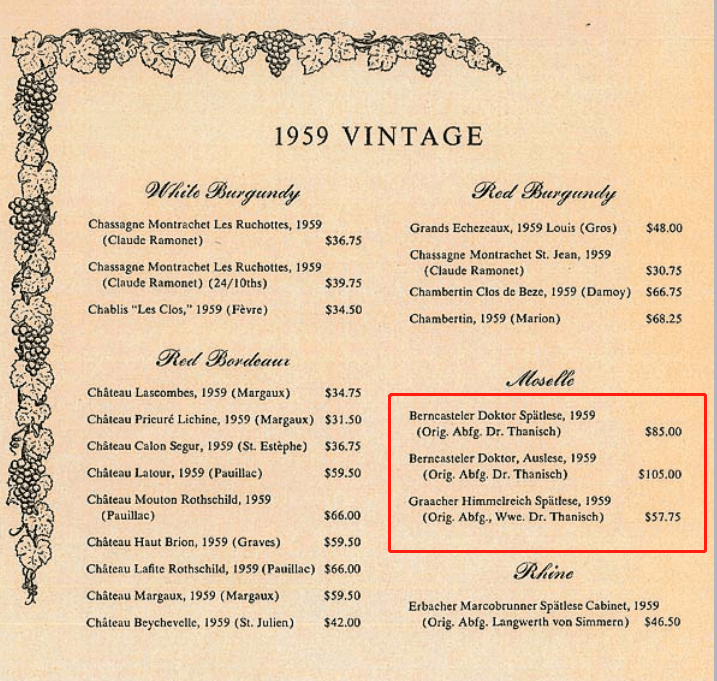 1959 VINTAGE
White Burgundy
Chassagne Montrachet Les Ruchottes, 1959
(Claude Ramonet) $36.75
Chassagne Montrachet Les Ruchottes, 1959
(Claude Ramonet) (24/10ths) $39.75
Chablis "Les Clos," 1959 (Fèvre) $34.50
Red Bordeaux
Château Lascombes, 1959 (Margaux) $34.75
Château Prieuré Lichine, 1959 (Margaux) $31.50
Château Calon Segur, 1959 (St. Estèphe) $36.75
Château Latour, 1959 (Pauillac) $59.50
Château Mouton Rothschild, 1959
(Pauillac) $66.00
Château Haut Brion, 1959 (Graves) $59.50
Château Lafite Rothschild, 1959 (Pauillac) $66.00
Château Margaux, 1959 (Margaux) $59.50
Château Beychevelle, 1959 (St. Julien) $42.00
Red Burgundy
Grands Echezeaux, 1959 Louis (Gros) $48.00
Chassagne Montrachet St. Jean, 1959
(Claude Ramonet) $30.75
Chambertin Clos de Beze, 1959 (Damoy) $66.75
Chambertin, 1959 (Marion) $68.25
Moselle
Berncasteler Doktor Spätlese, 1959
(Orig. Abfg. Dr. Thanisch) $85.00
Berncasteler Doktor, Auslese, 1959
(Orig. Abfg. Dr. Thanisch) $105.00
Graacher Himmelreich Spätlese, 1959
(Orig. Abfg., Wwe. Dr. Thanisch) $57.75
Rhine
Erbacher Marcobrunner Spätlese Cabinet, 1959
(Orig. Abfg. Langwerth von Simmern) $46.50